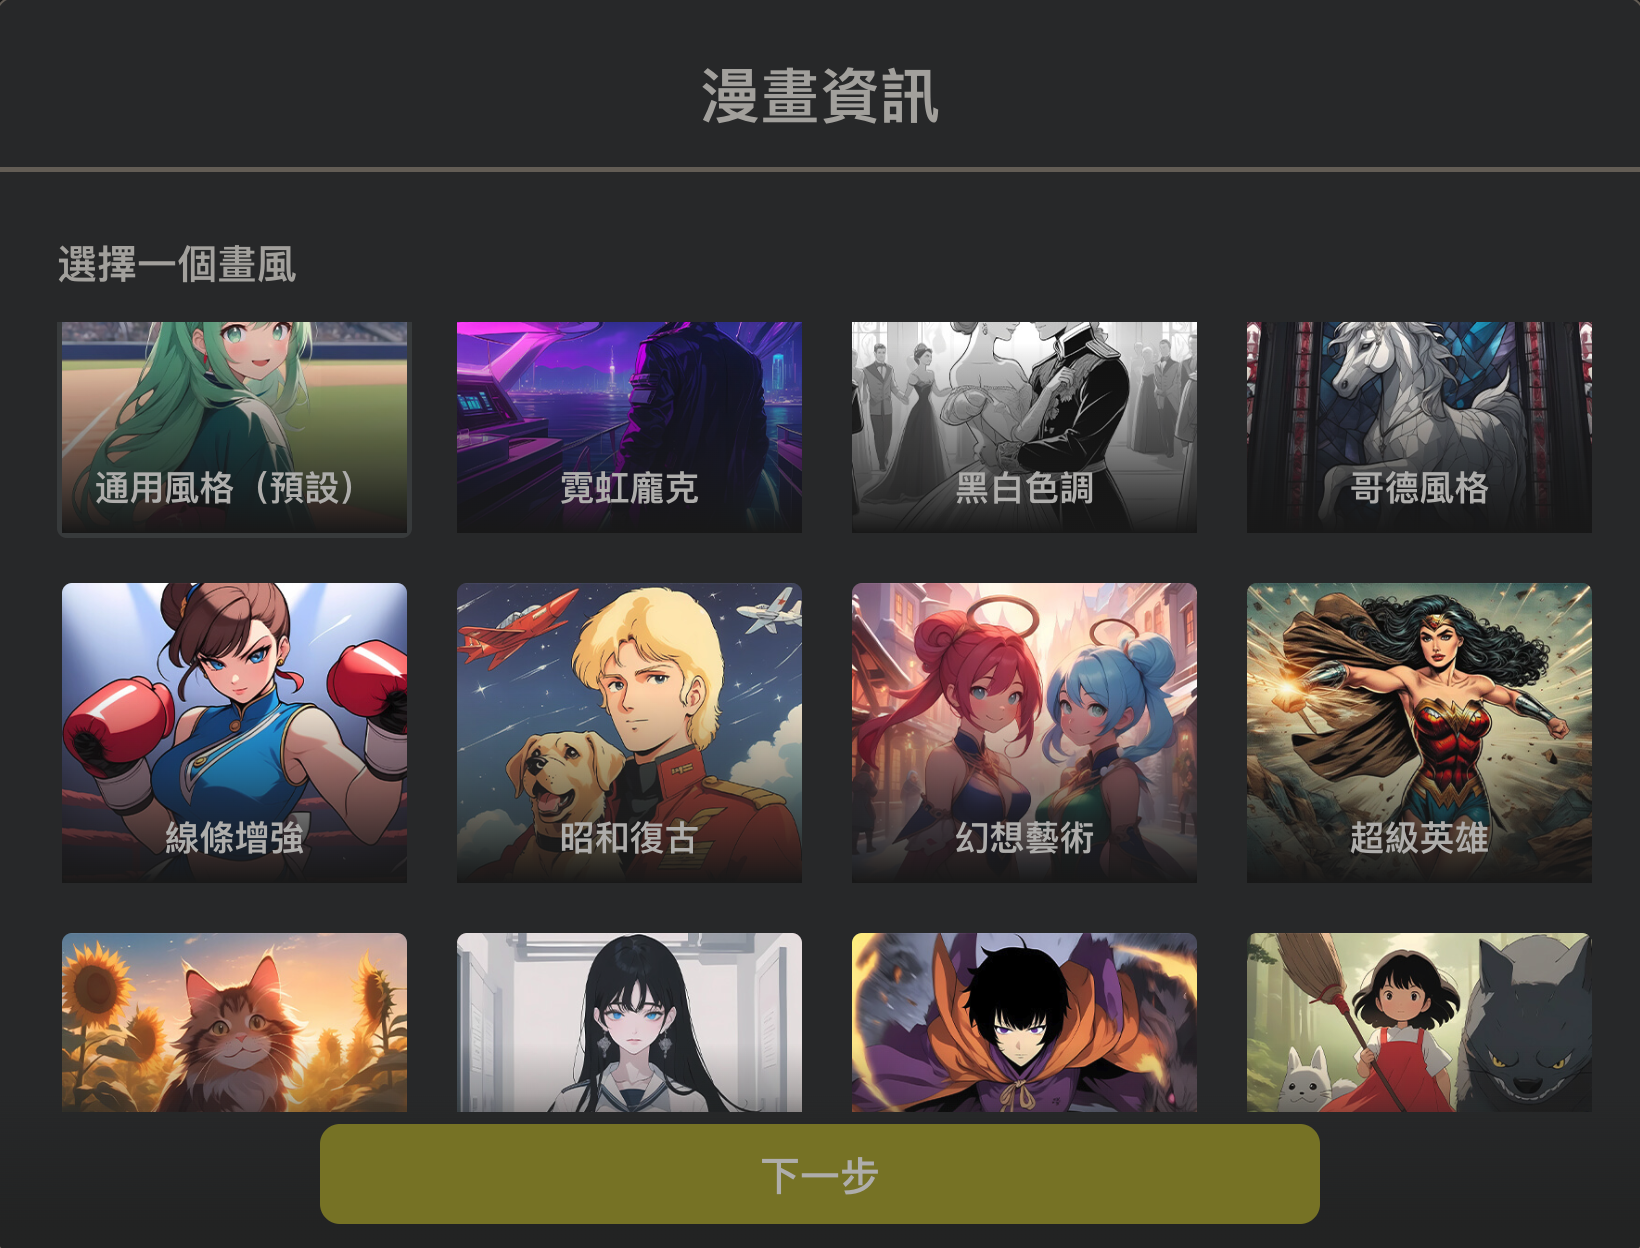 漫畫資訊
選擇一個畫風
通用風格（預設）
霓虹龐克
黑白色調
哥德風格
線條增強
昭和復古
幻想藝術
超級英雄
下一步